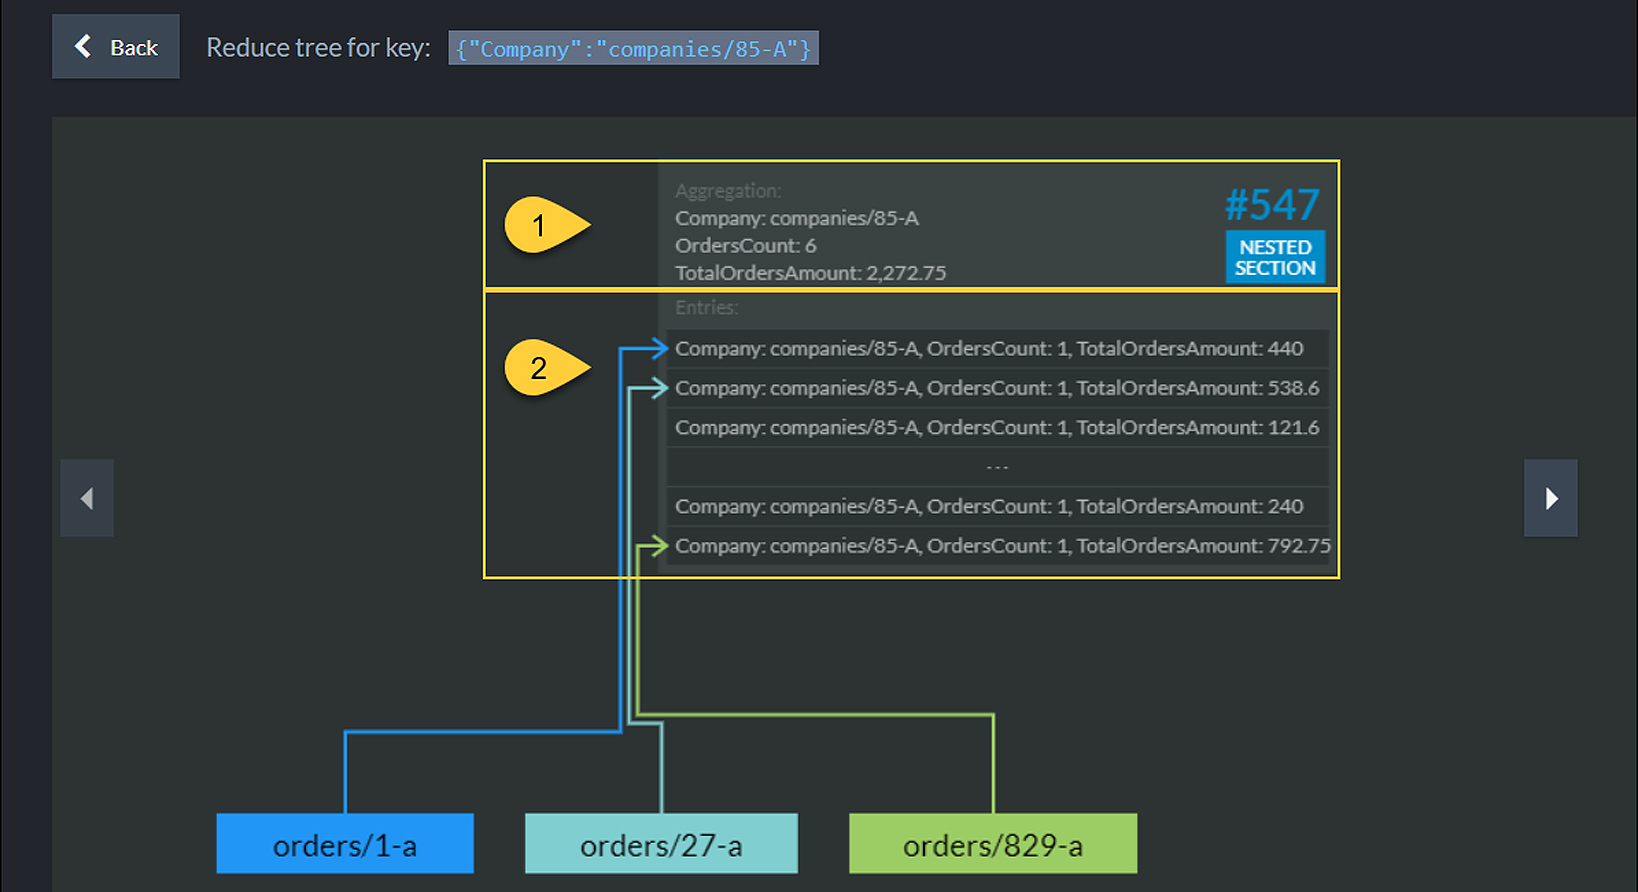 Back
Reduce tree for key: {"Company":"companies/85-A"}
1
Aggregation:
Company: companies/85-A
OrdersCount: 6
TotalOrdersAmount: 2,272.75
#547
NESTED
SECTION
2
Entries:
Company: companies/85-A, OrdersCount: 1, TotalOrdersAmount: 440
Company: companies/85-A, OrdersCount: 1, TotalOrdersAmount: 538.6
Company: companies/85-A, OrdersCount: 1, TotalOrdersAmount: 121.6
---
Company: companies/85-A, OrdersCount: 1, TotalOrdersAmount: 240
Company: companies/85-A, OrdersCount: 1, TotalOrdersAmount: 792.75
orders/1-a
orders/27-a
orders/829-a